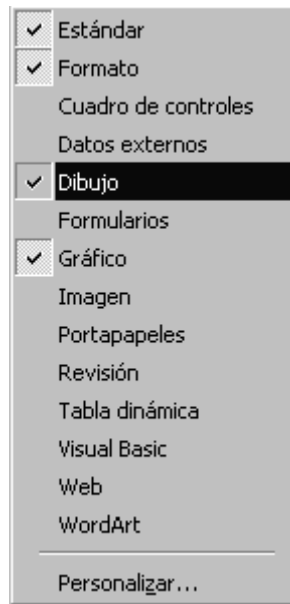 Estándar
Formato
Cuadro de controles
Datos externos
Dibujo
Formularios
Gráfico
Imagen
Portapapeles
Revisión
Tabla dinámica
Visual Basic
Web
WordArt
Personalizar...